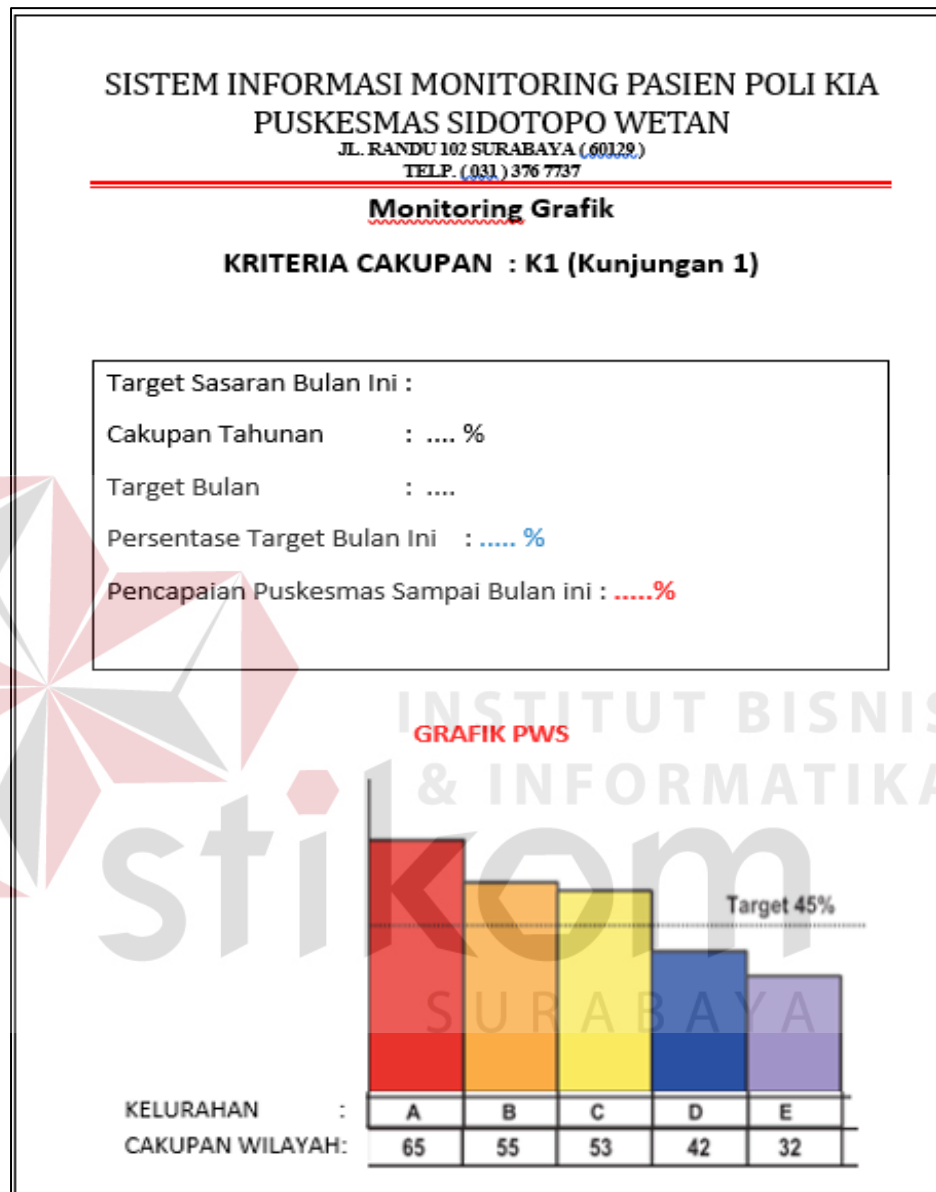 SISTEM INFORMASI MONITORING PASIEN POLI KIA
PUSKESMAS SIDOTOPO WETAN
JL. RANDU 102 SURABAYA ( 60129 )
TELP. ( 031 ) 376 7737
Monitoring Grafik
KRITERIA CAKUPAN : K1 (Kunjungan 1)
Target Sasaran Bulan Ini :
Cakupan Tahunan : .... %
Target Bulan : ....
Persentase Target Bulan Ini : ..... %
Pencapaian Puskesmas Sampai Bulan ini : .....%
INSTITUT BISNIS
& INFORMATIKA
stikom
SURABAYA
GRAFIK PWS
Target 45%
KELURAHAN : A B C D E
CAKUPAN WILAYAH: 65 55 53 42 32